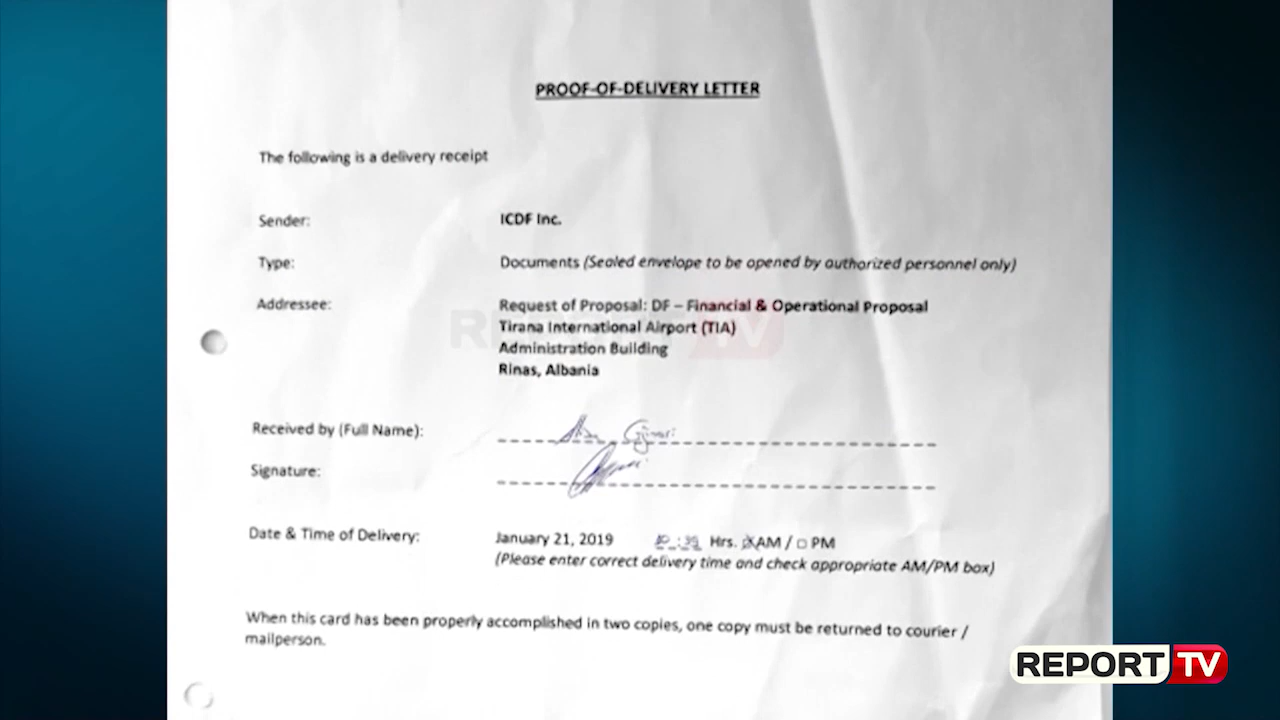 PROOF-OF-DELIVERY LETTER
The following is a delivery receipt
Sender: ICDF Inc.
Type: Documents (Sealed envelope to be opened by authorized personnel only)
Addressee: Request of Proposal: DF – Financial & Operational Proposal
Tirana International Airport (TIA)
Administration Building
Rinas, Albania
REPORT TV
Received by (Full Name):
Signature:
Date & Time of Delivery: January 21, 2019 Hrs. ☒ AM / □ PM
(Please enter correct delivery time and check appropriate AM/PM box)
When this card has been properly accomplished in two copies, one copy must be returned to courier /
mailperson.
REPORT TV